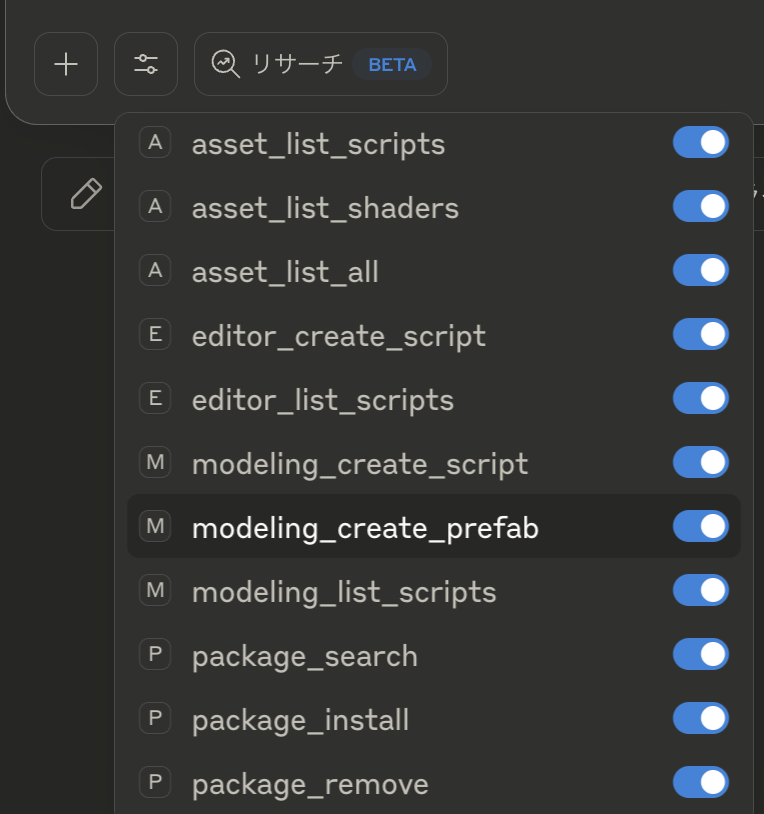 リサーチ BETA
A asset_list_scripts
A asset_list_shaders
A asset_list_all
E editor_create_script
E editor_list_scripts
M modeling_create_script
M modeling_create_prefab
M modeling_list_scripts
P package_search
P package_install
P package_remove